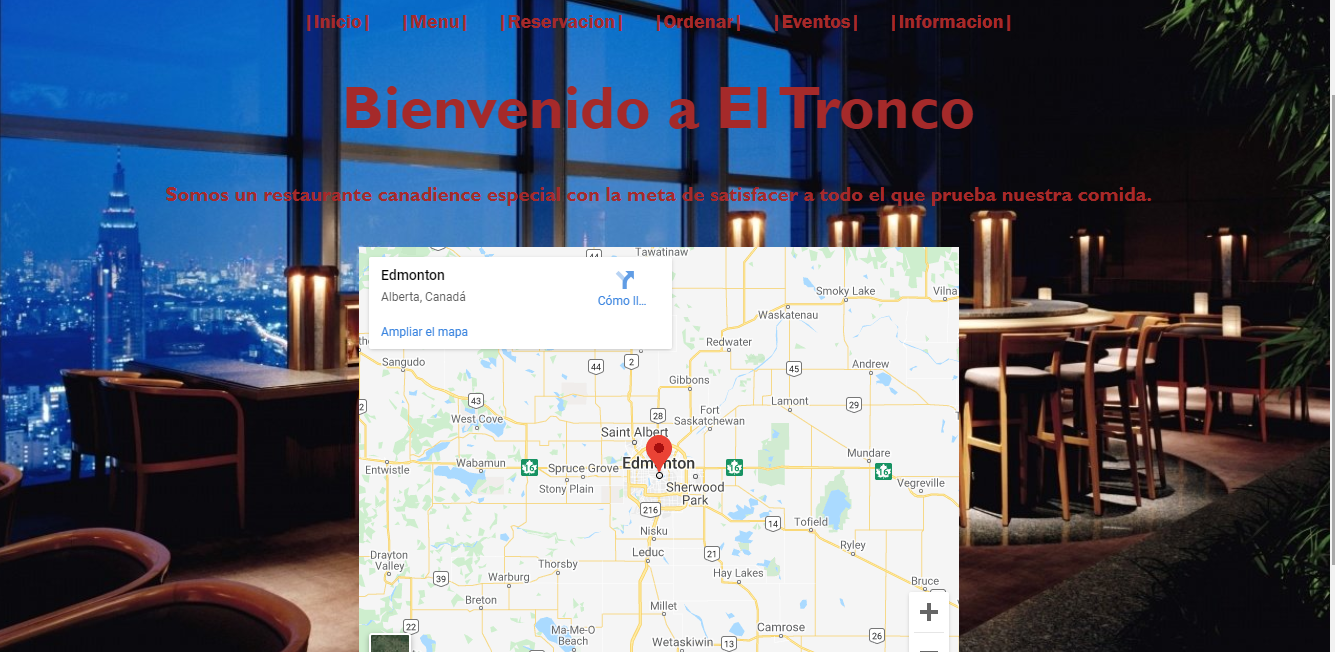 |Inicio| |Menu| |Reservacion| |Ordenar| |Eventos| |Informacion|
Bienvenido a El Tronco
Somos un restaurante canadience especial con la meta de satisfacer a todo el que prueba nuestra comida.
Edmonton
Alberta, Canadá
Cómo ll...
Ampliar el mapa
44
Tawatinaw
Smoky Lake
Vilna
Waskatenau
Redwater
Sangudo
44
2
45
Andrew
Gibbons
43
Lamont
29
West Cove
28
Fort
Saskatchewan
Saint Albert
Mundare
Entwistle
Wabamun
16
Spruce Grove
Edmonton
16
16
Stony Plain
Sherwood
Park
Vegreville
216
14
Tofield
Nisku
Ryley
Drayton
Valley
Leduc
21
Thorsby
Hay Lakes
39
Warburg
Bruce
Breton
Millet
22
Ma-Me-O
Beach
Camrose
26
Wetaskiwin
13